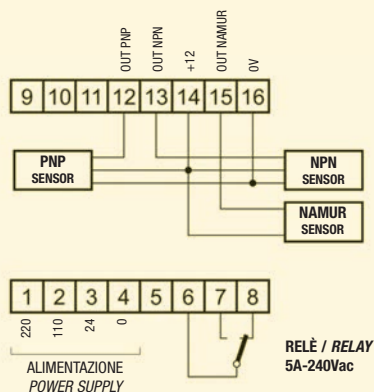 OUT PNP
OUT NPN
+12
OUT NAMUR
0V
9 10 11 12 13 14 15 16
PNP
SENSOR
NPN
SENSOR
NAMUR
SENSOR
1 2 3 4 5 6 7 8
220
110
24
0
ALIMENTAZIONE
POWER SUPPLY
RELÈ / RELAY
5A-240Vac